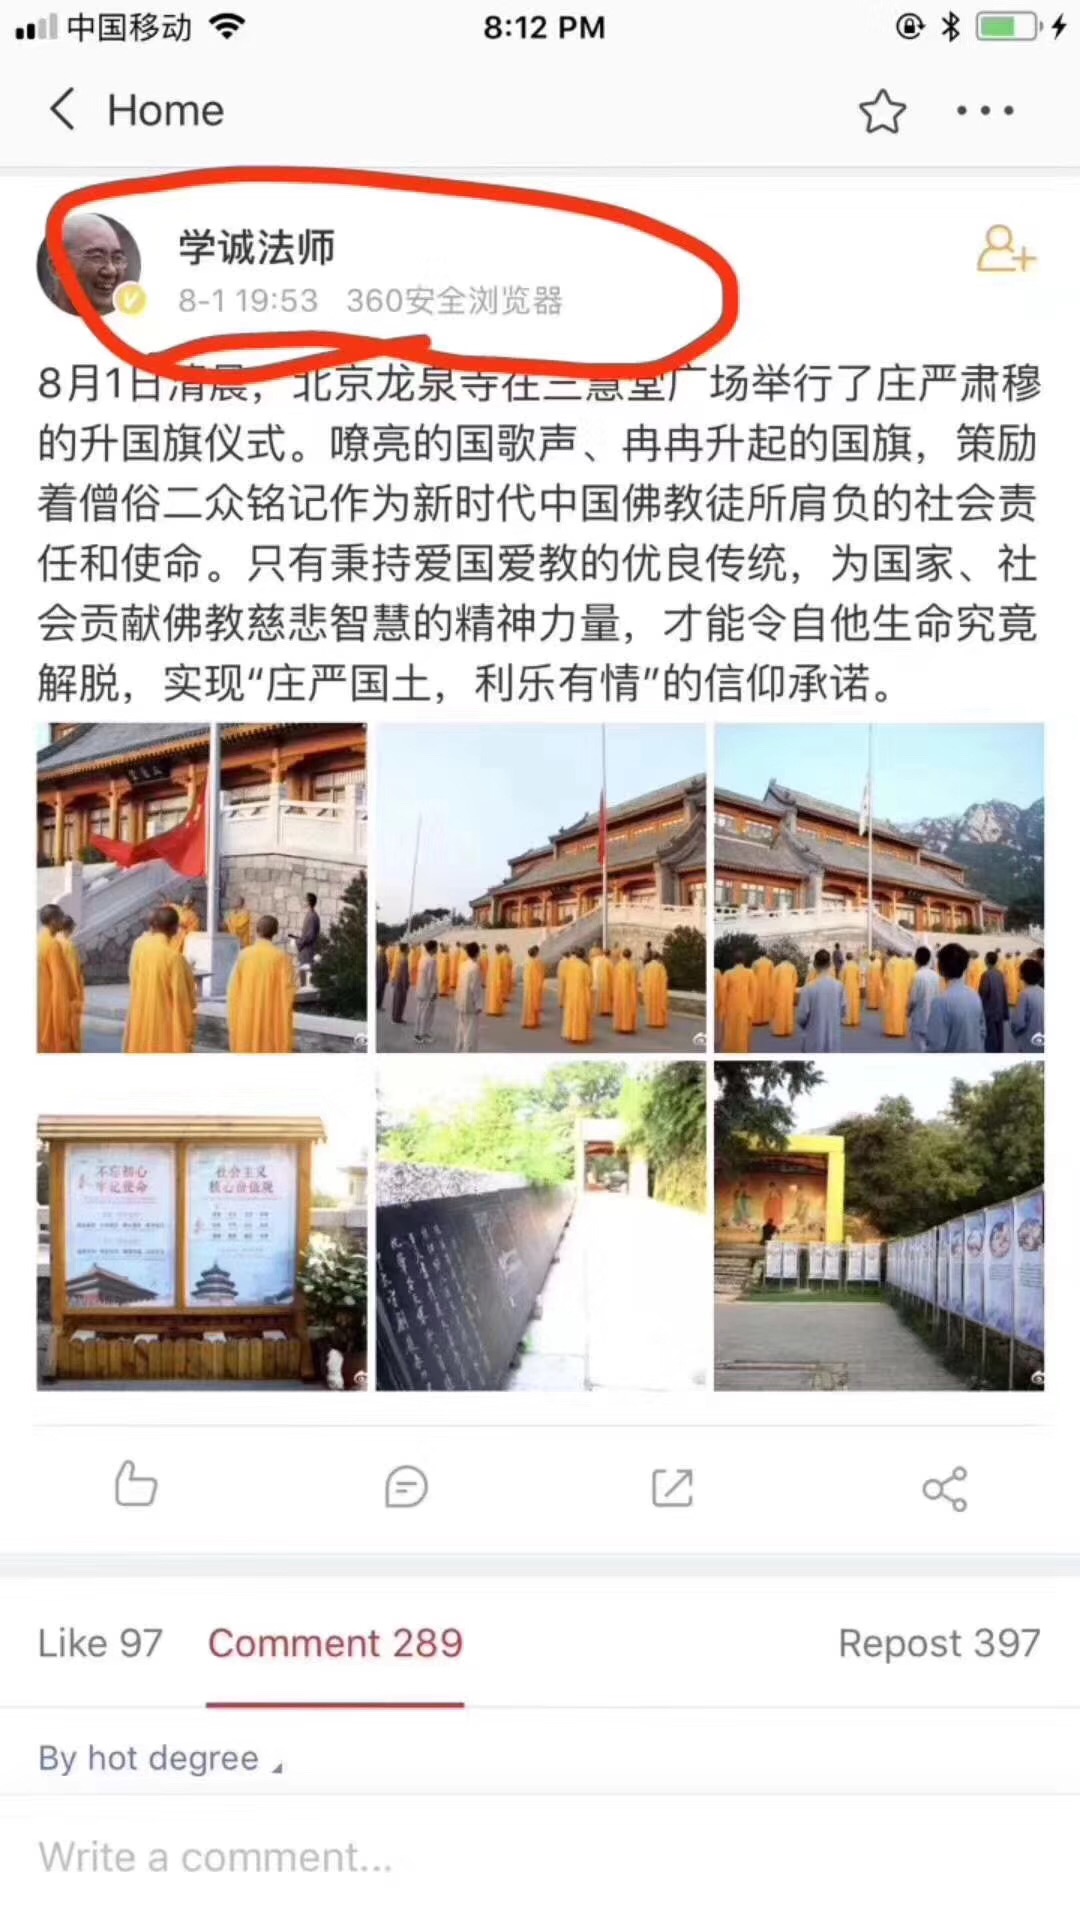 中国移动
8:12 PM
Home
学诚法师
8-1 19:53 360安全浏览器
8月1日清晨，北京龙泉寺在三慧堂广场举行了庄严肃穆
的升国旗仪式。嘹亮的国歌声、冉冉升起的国旗，策励
着僧俗二众铭记作为新时代中国佛教徒所肩负的社会责
任和使命。只有秉持爱国爱教的优良传统，为国家、社
会贡献佛教慈悲智慧的精神力量，才能令自他生命究竟
解脱，实现“庄严国土，利乐有情”的信仰承诺。
不忘初心
牢记使命
社会主义
核心价值观
Like 97
Comment 289
Repost 397
By hot degree
Write a comment...